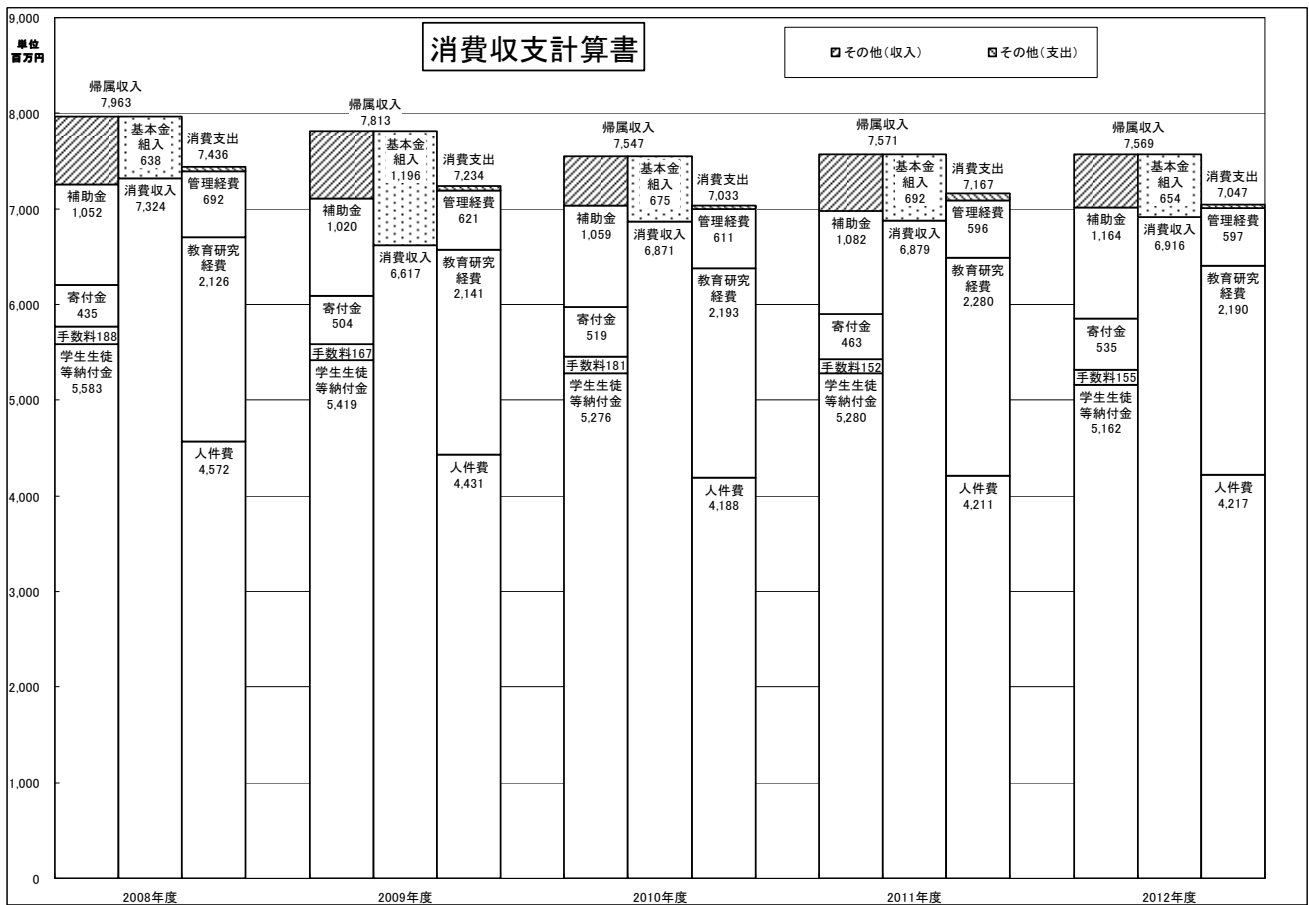 9,000
単位
百万円
消費収支計算書
その他(収入)
その他(支出)
8,000
7,000
6,000
5,000
4,000
3,000
2,000
1,000
0
帰属収入
7,963
基本金
組入
638
消費収入
7,324
消費支出
7,436
管理経費
692
補助金
1,052
教育研究
経費
2,126
寄付金
435
手数料188
学生生徒
等納付金
5,583
人件費
4,572
2008年度
帰属収入
7,813
基本金
組入
1,196
消費収入
6,617
消費支出
7,234
管理経費
621
補助金
1,020
教育研究
経費
2,141
寄付金
504
手数料167
学生生徒
等納付金
5,419
人件費
4,431
2009年度
帰属収入
7,547
基本金
組入
675
消費収入
6,871
消費支出
7,033
管理経費
611
補助金
1,059
教育研究
経費
2,193
寄付金
519
手数料181
学生生徒
等納付金
5,276
人件費
4,188
2010年度
帰属収入
7,571
基本金
組入
692
消費収入
6,879
消費支出
7,167
管理経費
596
補助金
1,082
教育研究
経費
2,280
寄付金
463
手数料152
学生生徒
等納付金
5,280
人件費
4,211
2011年度
帰属収入
7,569
基本金
組入
654
消費収入
6,916
消費支出
7,047
管理経費
597
補助金
1,164
教育研究
経費
2,190
寄付金
535
手数料155
学生生徒
等納付金
5,162
人件費
4,217
2012年度